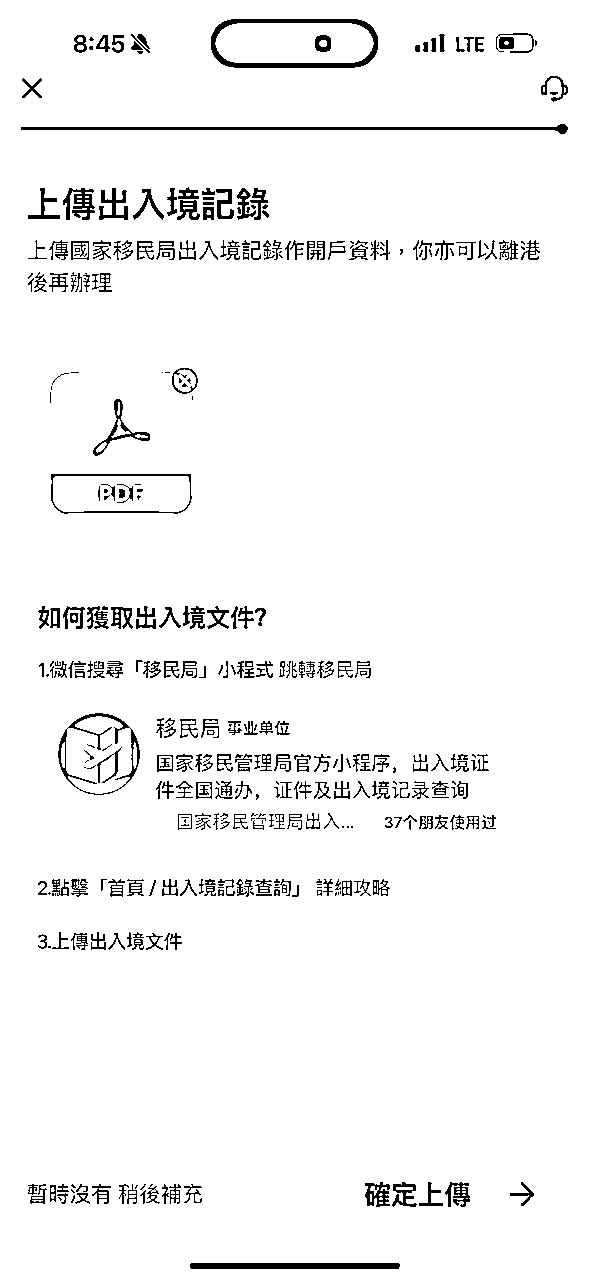 8:45
LTE
上傳出入境記錄
上傳國家移民局出入境記錄作開戶資料，你亦可以離港
後再辦理
PDF
如何獲取出入境文件?
1.微信搜尋「移民局」小程式 跳轉移民局
移民局 事业单位
国家移民管理局官方小程序，出入境证
件全国通办，证件及出入境记录查询
国家移民管理局出入... 37个朋友使用过
2.點擊「首頁 / 出入境記錄查詢」 詳細攻略
3.上傳出入境文件
暫時沒有 稍後補充
確定上傳